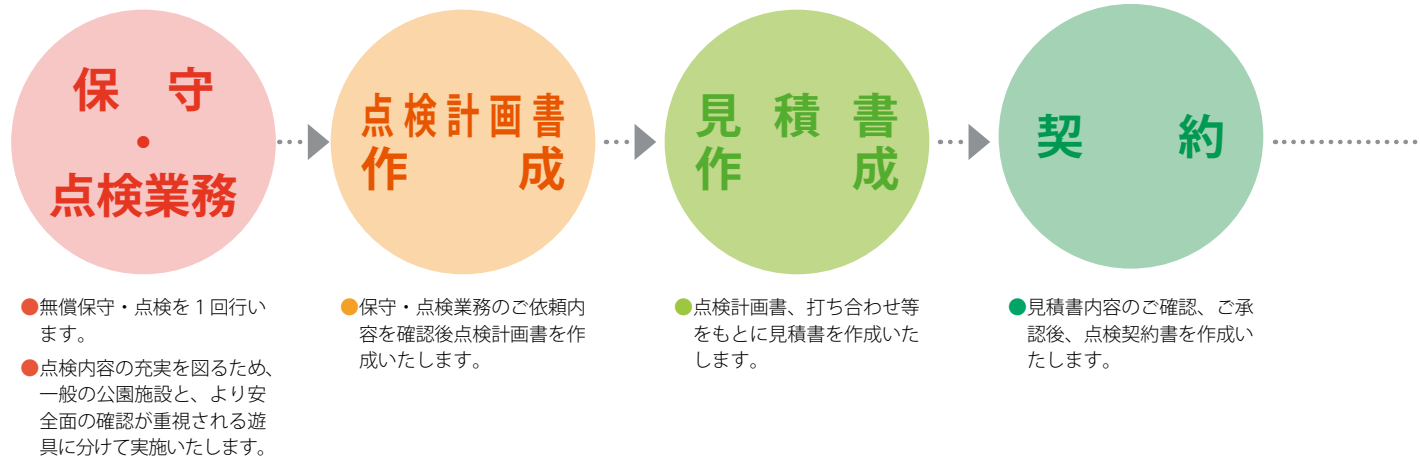 保守
・
点検業務
●無償保守・点検を1回行い
ます。
●点検内容の充実を図るため、
一般の公園施設と、より安
全面の確認が重視される遊
具に分けて実施いたします。
点検計画書
作成
●保守・点検業務のご依頼内
容を確認後点検計画書を作
成いたします。
見積書
作成
●点検計画書、打ち合わせ等
をもとに見積書を作成いた
します。
契約
●見積書内容のご確認、ご承
認後、点検契約書を作成い
たします。